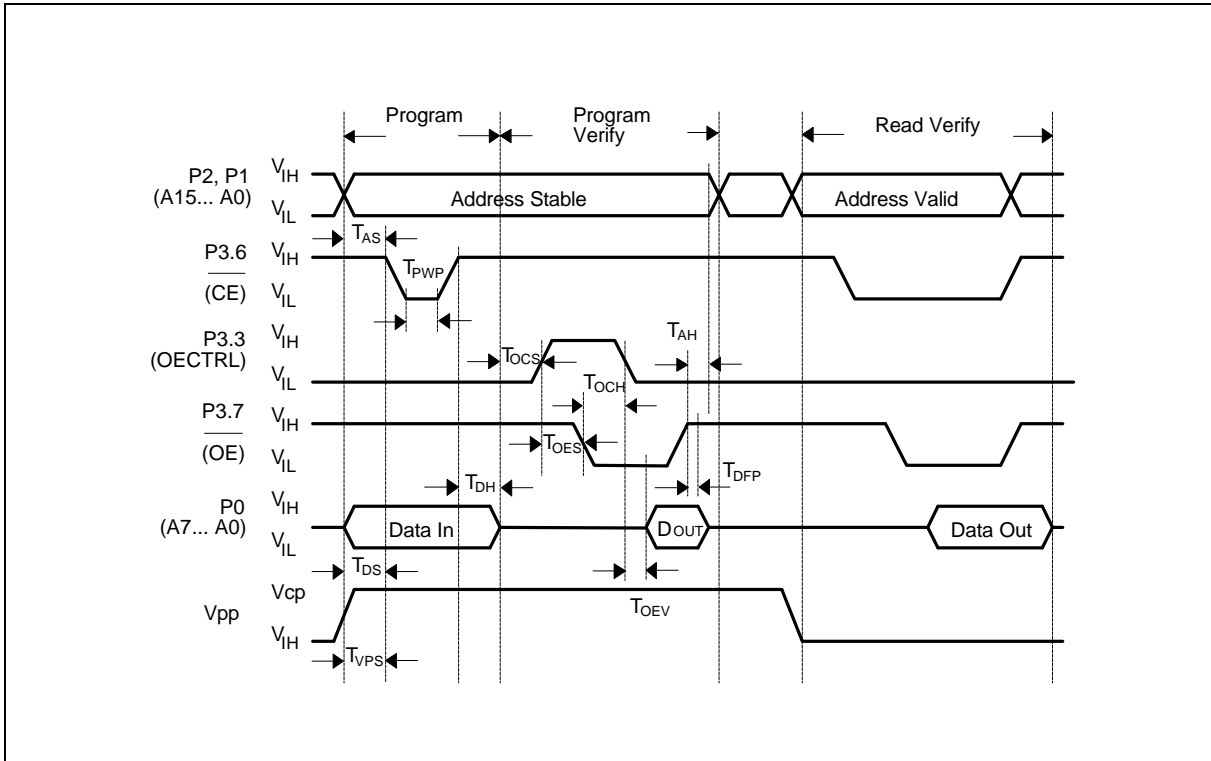 Program
Program
Verify
Read Verify
P2, P1
(A15... A0)
VIH
VIL
Address Stable
Address Valid
TAS
P3.6
(CE)
VIH
VIL
TPWP
P3.3
(OECTRL)
VIH
VIL
TOCS
TAH
TOCH
P3.7
(OE)
VIH
VIL
TOES
TDFP
TDH
P0
(A7... A0)
VIH
VIL
Data In
DOUT
Data Out
TDS
Vpp
Vcp
VIH
TOEV
TVPS